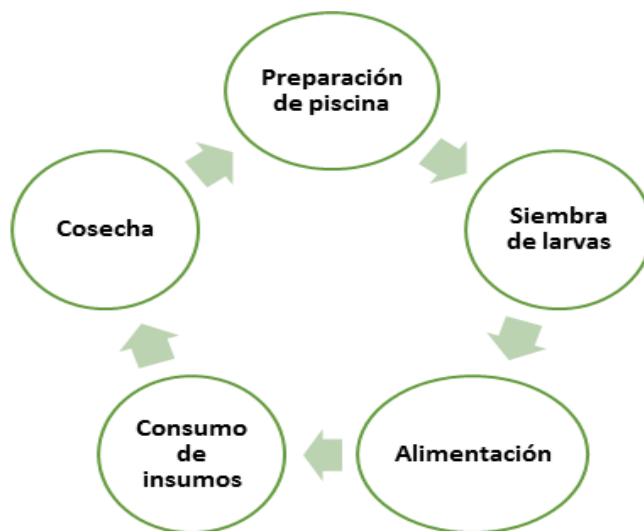 Preparación
de piscina
Siembra
de larvas
Alimentación
Consumo
de
insumos
Cosecha